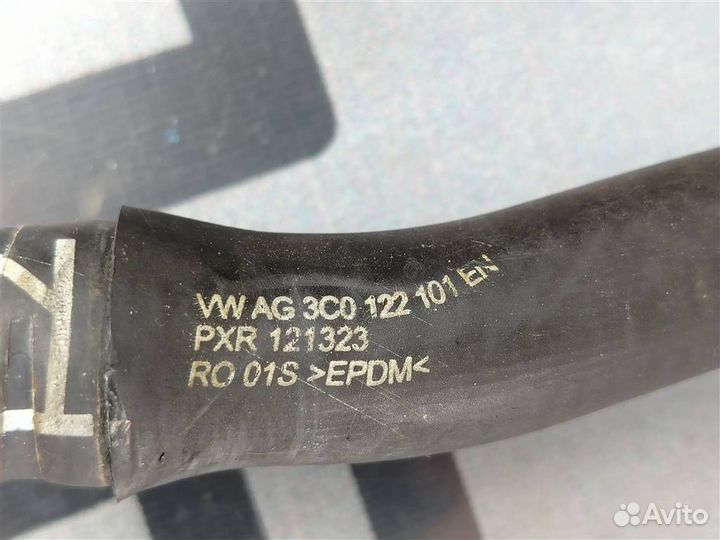 VW AG 3C0 122 101 EN
PXR 121323
RO 01S >EPDM<
Avito